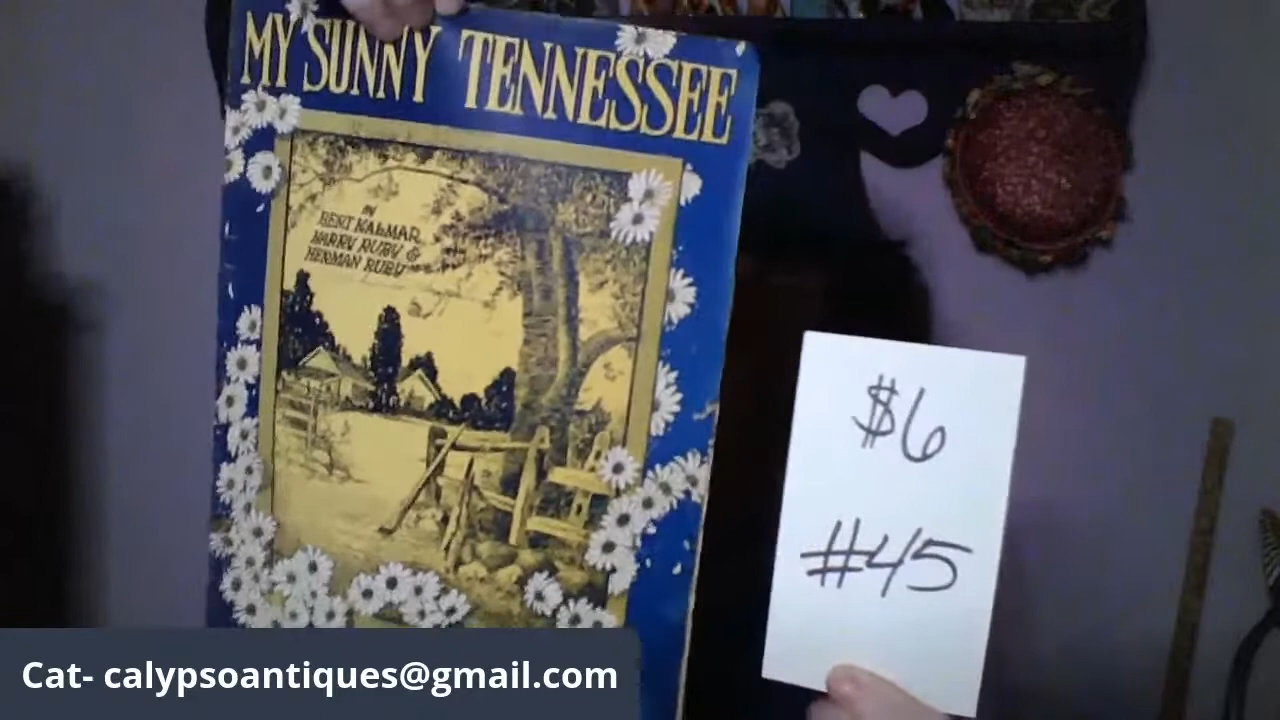 MY SUNNY TENNESSEE
BY
BERT KALMAR
HARRY RUBY &
HERMAN RUBY
$6
#45
Cat- calypsoantiques@gmail.com